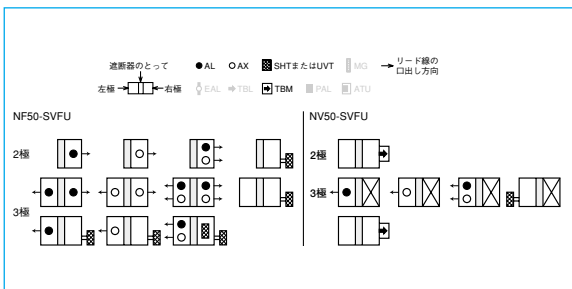 遮断器のとって
左極
右極
AL AX SHTまたはUVT MG リード線の
口出し方向
EAL TBL TBM PAL ATU
NF50-SVFU
NV50-SVFU
2極
2極
3極
3極